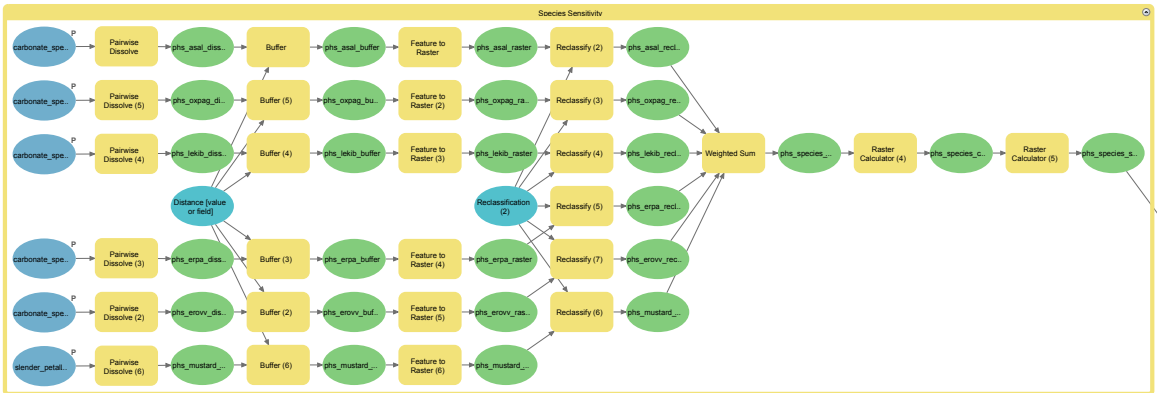 Species Sensitivity
P
carbonate_spe..
Pairwise
Dissolve
phs_asal_diss..
Buffer
phs_asal_buffer
Feature to
Raster
phs_asal_raster
Reclassify (2)
phs_asal_recl..
P
carbonate_spe..
Pairwise
Dissolve (5)
phs_oxpag_di..
Buffer (5)
phs_oxpag_bu..
Feature to
Raster (2)
phs_oxpag_ra..
Reclassify (3)
phs_oxpag_re..
P
carbonate_spe..
Pairwise
Dissolve (4)
phs_lekib_diss..
Buffer (4)
phs_lekib_buffer
Feature to
Raster (3)
phs_lekib_raster
Reclassify (4)
phs_lekib_recl..
Weighted Sum
phs_species_..
Raster
Calculator (4)
phs_species_c..
Raster
Calculator (5)
phs_species_s..
Distance [value
or field]
Reclassification
(2)
Reclassify (5)
phs_erpa_recl..
P
carbonate_spe..
Pairwise
Dissolve (3)
phs_erpa_diss..
Buffer (3)
phs_erpa_buffer
Feature to
Raster (4)
phs_erpa_raster
Reclassify (7)
phs_erovv_rec..
P
carbonate_spe..
Pairwise
Dissolve (2)
phs_erovv_dis..
Buffer (2)
phs_erovv_buf..
Feature to
Raster (5)
phs_erovv_ras..
Reclassify (6)
phs_mustard_..
P
slender_petall..
Pairwise
Dissolve (6)
phs_mustard_..
Buffer (6)
phs_mustard_..
Feature to
Raster (6)
phs_mustard_..